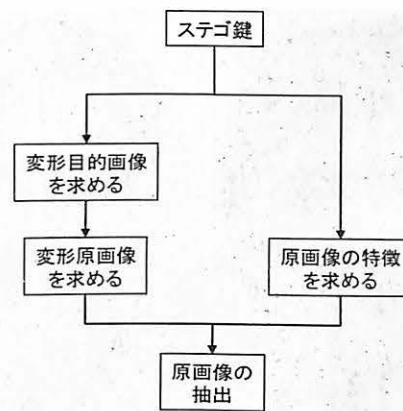 ステゴ鍵
変形目的画像
を求める
変形原画像
を求める
原画像の特徴
を求める
原画像の
抽出